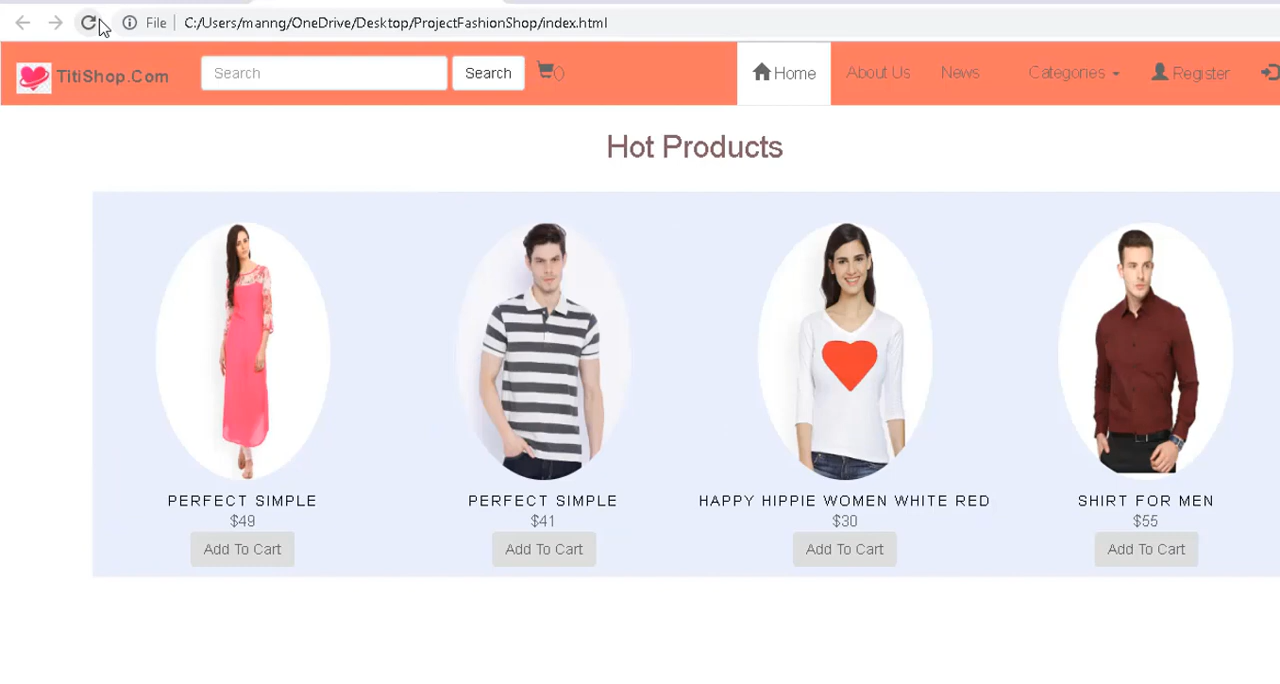 File C:/Users/manng/OneDrive/Desktop/ProjectFashionShop/index.html
TitiShop.Com Search Search () Home About Us News Categories Register
Hot Products
PERFECT SIMPLE PERFECT SIMPLE HAPPY HIPPIE WOMEN WHITE RED SHIRT FOR MEN
$49 $41 $30 $55
Add To Cart Add To Cart Add To Cart Add To Cart